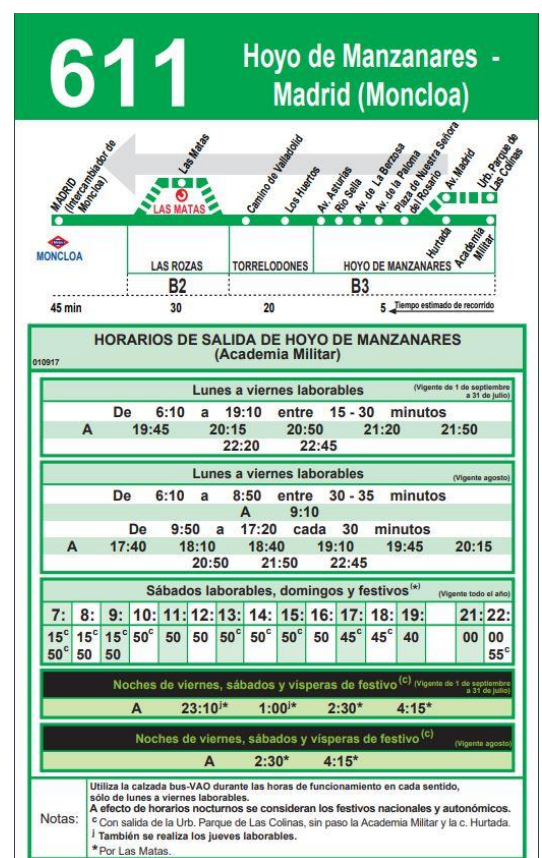 611
Hoyo de Manzanares -
Madrid (Moncloa)
MADRID
(Intercambiador de
Moncloa)
Las Matas
Camino de Valladolid
Los Huertos
Av. Asturias
Río Sella
Av. de La Berzosa
Av. de la Paloma
Plaza de Nuestra Señora
del Rosario
Av. Madrid
Urb. Parque de
Las Colinas
LAS MATAS
Hurtada
Academia
Militar
MONCLOA
LAS ROZAS TORRELODONES HOYO DE MANZANARES
B2 B3
45 min 30 20 5 Tiempo estimado de recorrido
HORARIOS DE SALIDA DE HOYO DE MANZANARES
(Academia Militar)
010917
Lunes a viernes laborables (Vigente de 1 de septiembre
a 31 de julio)
De 6:10 a 19:10 entre 15 - 30 minutos
A 19:45 20:15 20:50 21:20 21:50
22:20 22:45
Lunes a viernes laborables (Vigente agosto)
De 6:10 a 8:50 entre 30 - 35 minutos
A 9:10
De 9:50 a 17:20 cada 30 minutos
A 17:40 18:10 18:40 19:10 19:45 20:15
20:50 21:50 22:45
Sábados laborables, domingos y festivos(*) (Vigente todo el año)
7: 8: 9: 10: 11: 12: 13: 14: 15: 16: 17: 18: 19: 21: 22:
15c 15c 15c 50c 50 50 50c 50c 50c 50 45c 45c 40 00 00
50c 50 50 55c
Noches de viernes, sábados y vísperas de festivo(c) (Vigente de 1 de septiembre
a 31 de julio)
A 23:10j* 1:00j* 2:30* 4:15*
Noches de viernes, sábados y vísperas de festivo(c) (Vigente agosto)
A 2:30* 4:15*
Notas:
Utiliza la calzada bus-VAO durante las horas de funcionamiento en cada sentido,
sólo de lunes a viernes laborables.
A efecto de horarios nocturnos se consideran los festivos nacionales y autonómicos.
c Con salida de la Urb. Parque de Las Colinas, sin paso la Academia Militar y la c. Hurtada.
j También se realiza los jueves laborables.
* Por Las Matas.